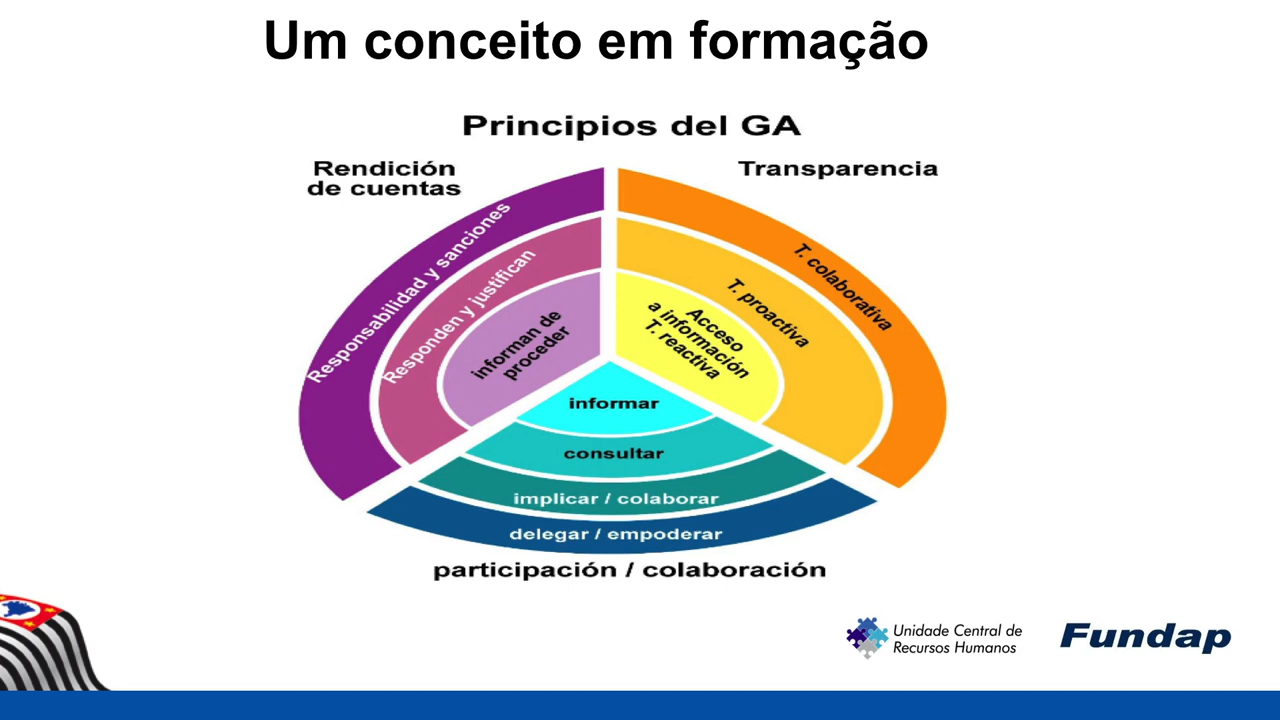 Um conceito em formação
Principios del GA
Rendición
de cuentas
Transparencia
Responsabilidad y sanciones
Responden y justifican
informan de
proceder
T. colaborativa
T. proactiva
Acceso
a información
T. reactiva
informar
consultar
implicar / colaborar
delegar / empoderar
participación / colaboración
Unidade Central de
Recursos Humanos
Fundap